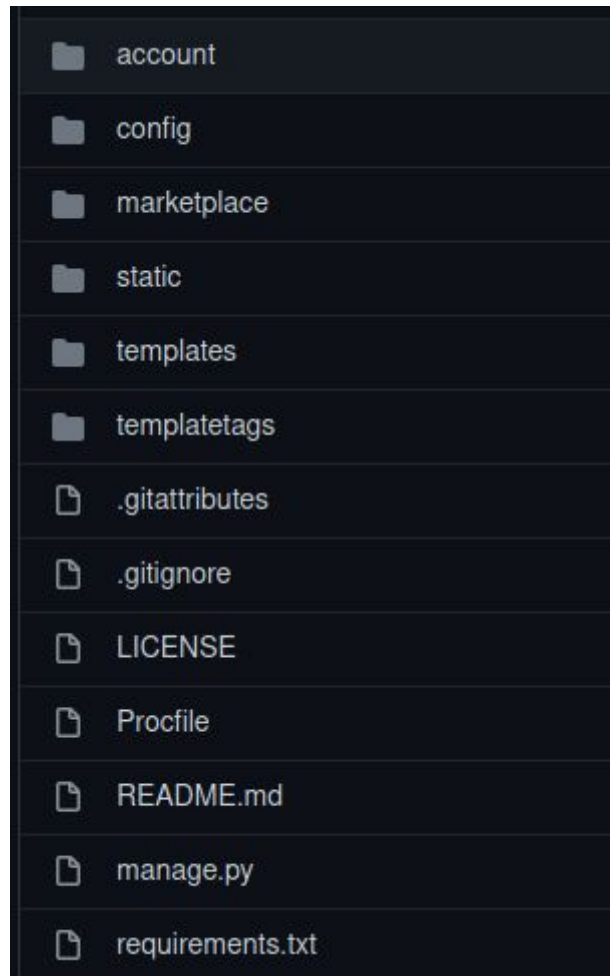 account
config
marketplace
static
templates
templatetags
.gitattributes
.gitignore
LICENSE
Procfile
README.md
manage.py
requirements.txt